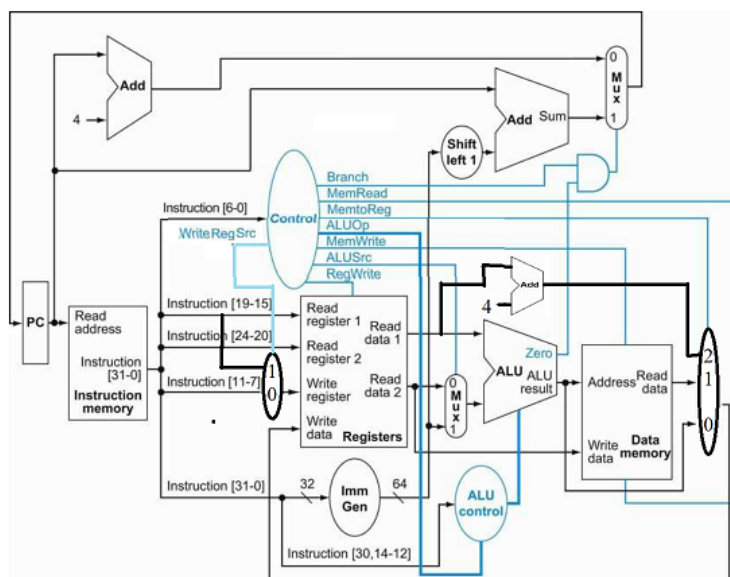 Add
4
Add Sum
Shift
left 1
0
M
u
x
1
Branch
MemRead
MemtoReg
ALUOp
MemWrite
ALUSrc
RegWrite
Control
Instruction [6-0]
WriteRegSrc
PC
Read
address
Instruction
[31-0]
Instruction
memory
Instruction [19-15]
Instruction [24-20]
Instruction [11-7]
1
0
Read
register 1
Read
register 2
Write
register
Write
data
Read
data 1
Read
data 2
Registers
Add
4
0
M
u
x
1
Zero
ALU
ALU
result
Address
Read
data
Write
data
Data
memory
2
1
0
Instruction [31-0]
32
Imm
Gen
64
ALU
control
Instruction [30,14-12]